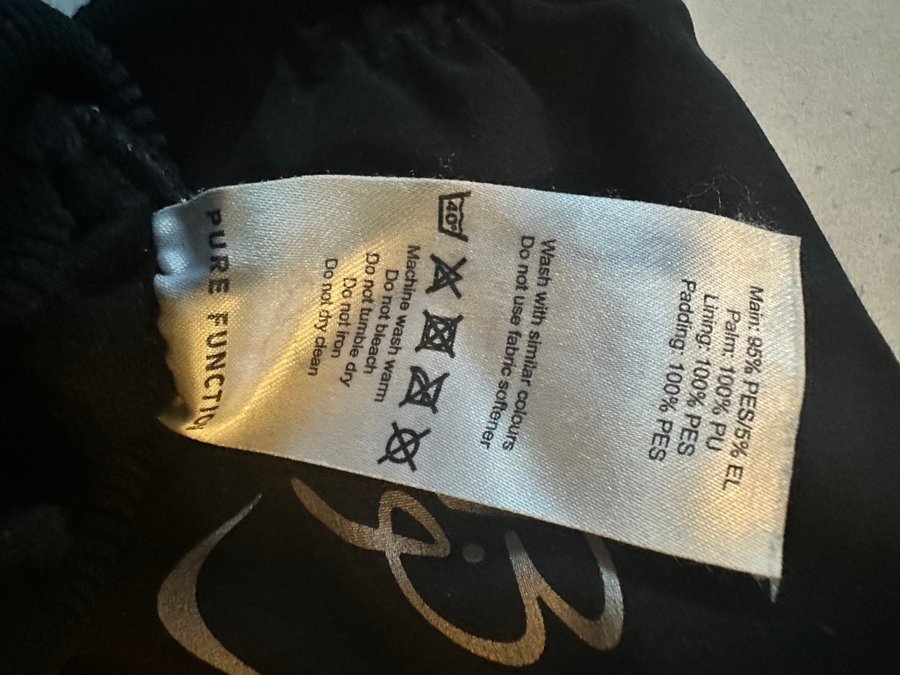 Main: 95% PES/5% EL
Palm: 100% PU
Lining: 100% PES
Padding: 100% PES
Wash with similar colours
Do not use fabric softener
40°
Machine wash warm
Do not bleach
Do not tumble dry
Do not iron
Do not dry clean
PURE FUNCTIO